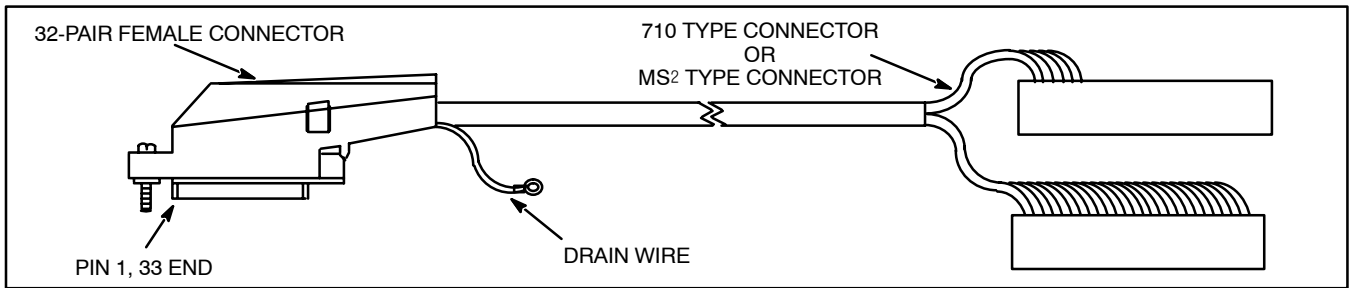 32-PAIR FEMALE CONNECTOR
710 TYPE CONNECTOR
OR
MS2 TYPE CONNECTOR
PIN 1, 33 END
DRAIN WIRE